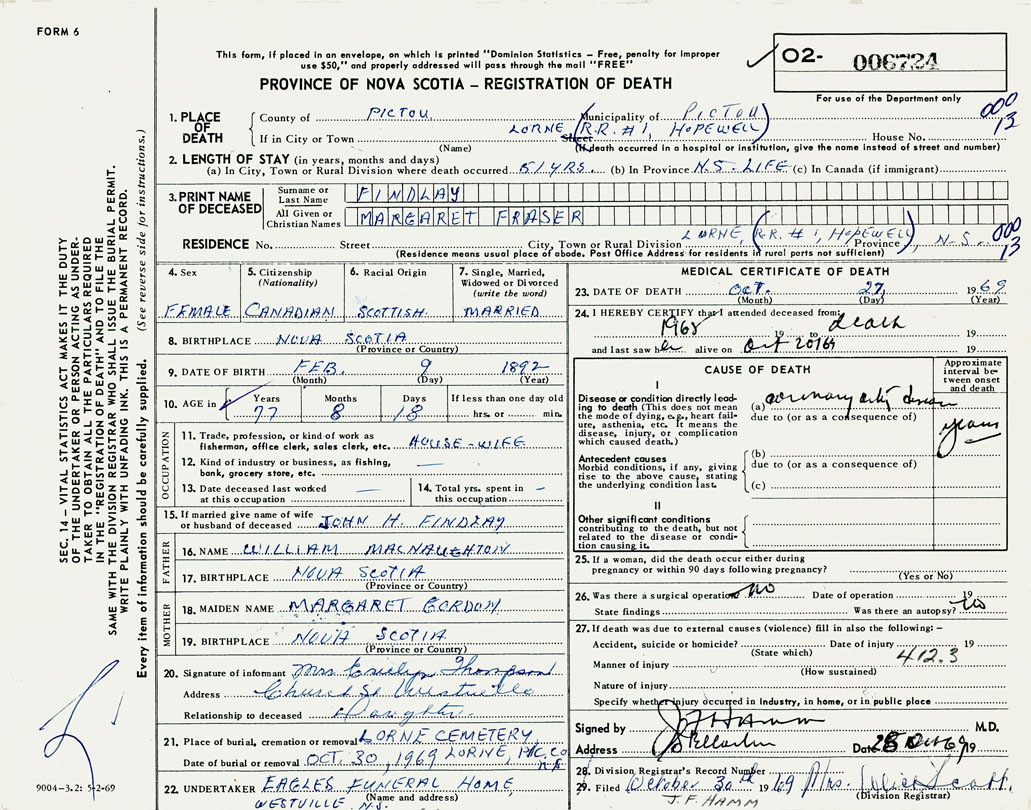 FORM 6
This form, if placed in an envelope, on which is printed "Dominion Statistics – Free, penalty for improper
use $50," and properly addressed will pass through the mail "FREE"
PROVINCE OF NOVA SCOTIA – REGISTRATION OF DEATH
02- 006724
For use of the Department only
000
13
1. PLACE OF DEATH
County of PICTOU Municipality of PICTOU
If in City or Town LORNE Street (R.R. #1, HOPEWELL) House No.
(Name) (If death occurred in a hospital or institution, give the name instead of street and number)
2. LENGTH OF STAY (in years, months and days)
(a) In City, Town or Rural Division where death occurred 51 YRS. (b) In Province N.S. LIFE (c) In Canada (if immigrant)
3. PRINT NAME OF DECEASED
Surname or Last Name FINDLAY
All Given or Christian Names MARGARET FRASER
RESIDENCE No. Street City, Town or Rural Division LORNE, (R.R. #1, HOPEWELL) Province N-S. 000
13
(Residence means usual place of abode. Post Office Address for residents in rural parts not sufficient)
4. Sex
FEMALE
5. Citizenship (Nationality)
CANADIAN
6. Racial Origin
SCOTTISH
7. Single, Married, Widowed or Divorced (write the word)
MARRIED
8. BIRTHPLACE NOVA SCOTIA
(Province or Country)
9. DATE OF BIRTH FEB. 9 1892
(Month) (Day) (Year)
10. AGE in Years Months Days If less than one day old
77 8 18 hrs. or min.
OCCUPATION
11. Trade, profession, or kind of work as fisherman, office clerk, sales clerk, etc. HOUSE-WIFE
12. Kind of industry or business, as fishing, bank, grocery store, etc. —
13. Date deceased last worked at this occupation —
14. Total yrs. spent in this occupation –
15. If married give name of wife or husband of deceased JOHN H. FINDLAY
FATHER
16. NAME WILLIAM MACNAUGHTON
17. BIRTHPLACE NOVA SCOTIA
(Province or Country)
MOTHER
18. MAIDEN NAME MARGARET GORDON
19. BIRTHPLACE NOVA SCOTIA
(Province or Country)
20. Signature of informant Mrs Thompson
Address Church St Westville
Relationship to deceased Daughter.
21. Place of burial, cremation or removal LORNE CEMETERY,
Date of burial or removal OCT. 30, 1969 LORNE, PIC. CO. N.S.
22. UNDERTAKER EAGLES FUNERAL HOME,
(Name and address)
WESTVILLE, N.S.
MEDICAL CERTIFICATE OF DEATH
23. DATE OF DEATH OCT. 27, 1969
(Month) (Day) (Year)
24. I HEREBY CERTIFY that I attended deceased from:
1968 19 to death 19
and last saw her alive on Oct 20 1969 19
CAUSE OF DEATH
Approximate interval between onset and death
I
Disease or condition directly leading to death (This does not mean the mode of dying, e.g., heart failure, asthenia, etc. It means the disease, injury, or complication which caused death.)
(a) coronary artery disease
due to (or as a consequence of)
years
Antecedent causes
Morbid conditions, if any, giving rise to the above cause, stating the underlying condition last.
(b)
due to (or as a consequence of)
(c)
II
Other significant conditions contributing to the death, but not related to the disease or condition causing it.
25. If a woman, did the death occur either during pregnancy or within 90 days following pregnancy?
(Yes or No)
26. Was there a surgical operation no Date of operation 19
State findings Was there an autopsy? no
27. If death was due to external causes (violence) fill in also the following: –
Accident, suicide or homicide? Date of injury 19
(State which)
412.3
Manner of injury
(How sustained)
Nature of injury
Specify whether injury occurred in Industry, in home, or in public place
Signed by J F Hamm M.D.
Address Stellarton Date 28 Oct 69 19
28. Division Registrar's Record Number
29. Filed October 30th 1969 Mrs. Scott
(Division Registrar)
J.F. HAMM
SEC. 14 – VITAL STATISTICS ACT MAKES IT THE DUTY
OF THE UNDERTAKER OR PERSON ACTING AS UNDER-
TAKER TO OBTAIN ALL THE PARTICULARS REQUIRED
IN THE "REGISTRATION OF DEATH" AND TO FILE THE
SAME WITH THE DIVISION REGISTRAR WHO SHALL ISSUE THE BURIAL PERMIT.
WRITE PLAINLY WITH UNFADING INK. THIS IS A PERMANENT RECORD.
Every item of information should be carefully supplied. (See reverse side for instructions.)
9004-3.2: 5-2-69